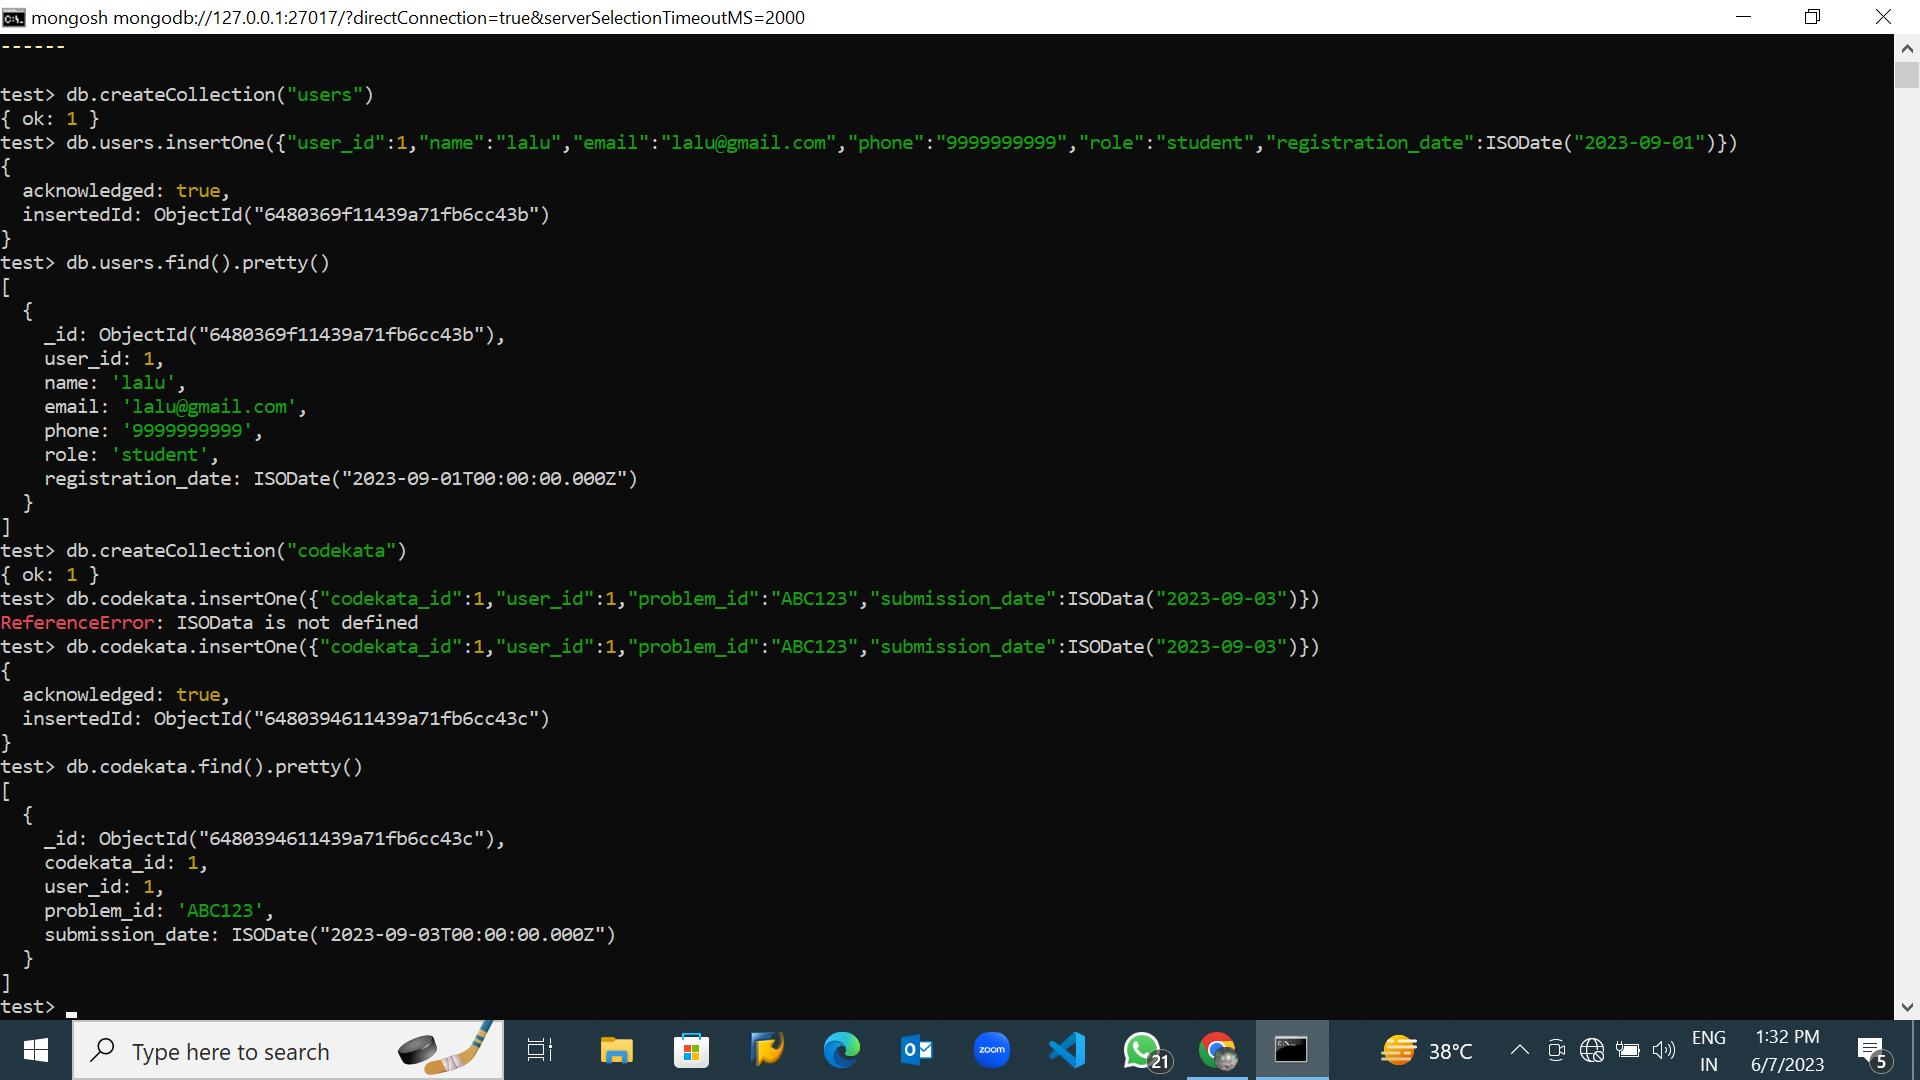 mongosh mongodb://127.0.0.1:27017/?directConnection=true&serverSelectionTimeoutMS=2000
------
test> db.createCollection("users")
{ ok: 1 }
test> db.users.insertOne({"user_id":1,"name":"lalu","email":"lalu@gmail.com","phone":"9999999999","role":"student","registration_date":ISODate("2023-09-01")})
{
  acknowledged: true,
  insertedId: ObjectId("6480369f11439a71fb6cc43b")
}
test> db.users.find().pretty()
[
  {
    _id: ObjectId("6480369f11439a71fb6cc43b"),
    user_id: 1,
    name: 'lalu',
    email: 'lalu@gmail.com',
    phone: '9999999999',
    role: 'student',
    registration_date: ISODate("2023-09-01T00:00:00.000Z")
  }
]
test> db.createCollection("codekata")
{ ok: 1 }
test> db.codekata.insertOne({"codekata_id":1,"user_id":1,"problem_id":"ABC123","submission_date":ISOData("2023-09-03")})
ReferenceError: ISOData is not defined
test> db.codekata.insertOne({"codekata_id":1,"user_id":1,"problem_id":"ABC123","submission_date":ISODate("2023-09-03")})
{
  acknowledged: true,
  insertedId: ObjectId("6480394611439a71fb6cc43c")
}
test> db.codekata.find().pretty()
[
  {
    _id: ObjectId("6480394611439a71fb6cc43c"),
    codekata_id: 1,
    user_id: 1,
    problem_id: 'ABC123',
    submission_date: ISODate("2023-09-03T00:00:00.000Z")
  }
]
test>
Type here to search
zoom
21
38°C
ENG
IN
1:32 PM
6/7/2023
5